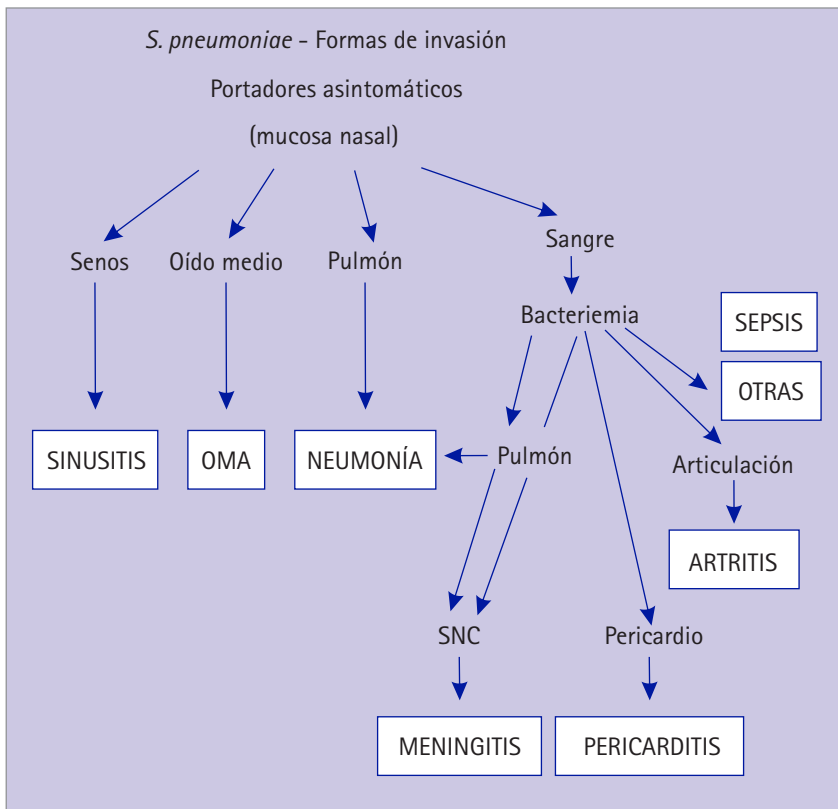 S. pneumoniae - Formas de invasión
Portadores asintomáticos
(mucosa nasal)
Senos
Oído medio
Pulmón
Sangre
Bacteriemia
SEPSIS
OTRAS
SINUSITIS
OMA
NEUMONÍA
Pulmón
Articulación
ARTRITIS
SNC
Pericardio
MENINGITIS
PERICARDITIS